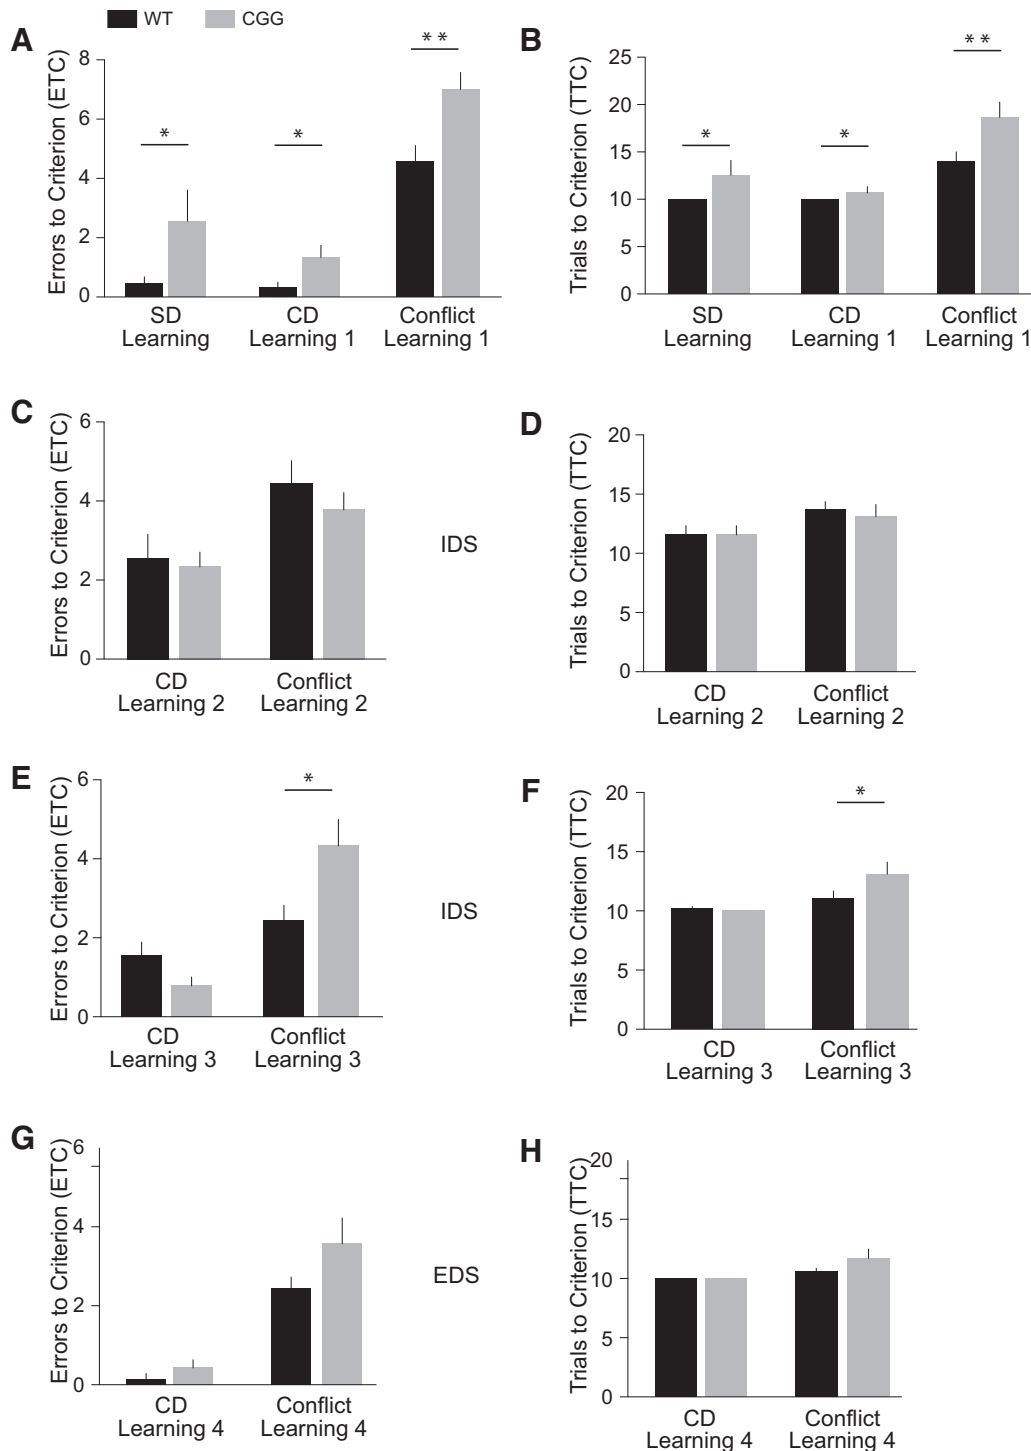 WT CGG
A
Errors to Criterion (ETC)
8
6
4
2
0
*
*
* *
SD
Learning
CD
Learning 1
Conflict
Learning 1
B
Trials to Criterion (TTC)
25
20
15
10
5
0
*
*
* *
SD
Learning
CD
Learning 1
Conflict
Learning 1
C
Errors to Criterion (ETC)
6
4
2
0
CD
Learning 2
Conflict
Learning 2
IDS
D
Trials to Criterion (TTC)
20
15
10
5
0
CD
Learning 2
Conflict
Learning 2
E
Errors to Criterion (ETC)
6
4
2
0
*
CD
Learning 3
Conflict
Learning 3
IDS
F
Trials to Criterion (TTC)
20
15
10
5
0
*
CD
Learning 3
Conflict
Learning 3
G
Errors to Criterion (ETC)
6
4
2
0
CD
Learning 4
Conflict
Learning 4
EDS
H
Trials to Criterion (TTC)
20
15
10
5
0
CD
Learning 4
Conflict
Learning 4